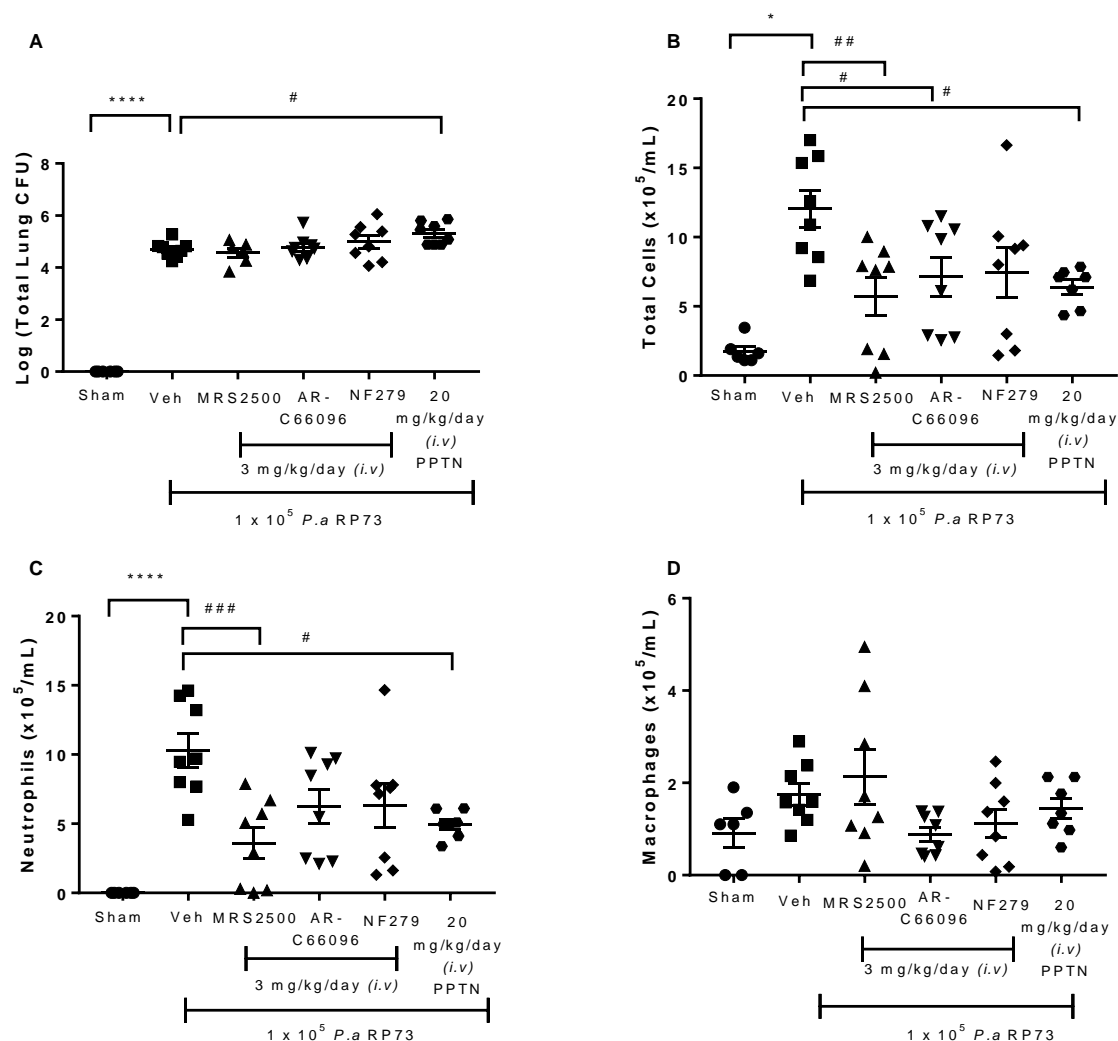 A
****
#
Log (Total Lung CFU)
8
6
4
2
0
Sham
Veh
MRS2500
AR-
C66096
NF279
20
mg/kg/day
(i.v)
PPTN
3 mg/kg/day (i.v)
1 x 10⁵ P.a RP73
B
*
##
#
#
Total Cells (x10⁵/mL)
20
15
10
5
0
Sham
Veh
MRS2500
AR-
C66096
NF279
20
mg/kg/day
(i.v)
PPTN
3 mg/kg/day (i.v)
1 x 10⁵ P.a RP73
C
****
###
#
Neutrophils (x10⁵/mL)
20
15
10
5
0
Sham
Veh
MRS2500
AR-
C66096
NF279
20
mg/kg/day
(i.v)
PPTN
3 mg/kg/day (i.v)
1 x 10⁵ P.a RP73
D
Macrophages (x10⁵/mL)
6
4
2
0
Sham
Veh
MRS2500
AR-
C66096
NF279
20
mg/kg/day
(i.v)
PPTN
3 mg/kg/day (i.v)
1 x 10⁵ P.a RP73